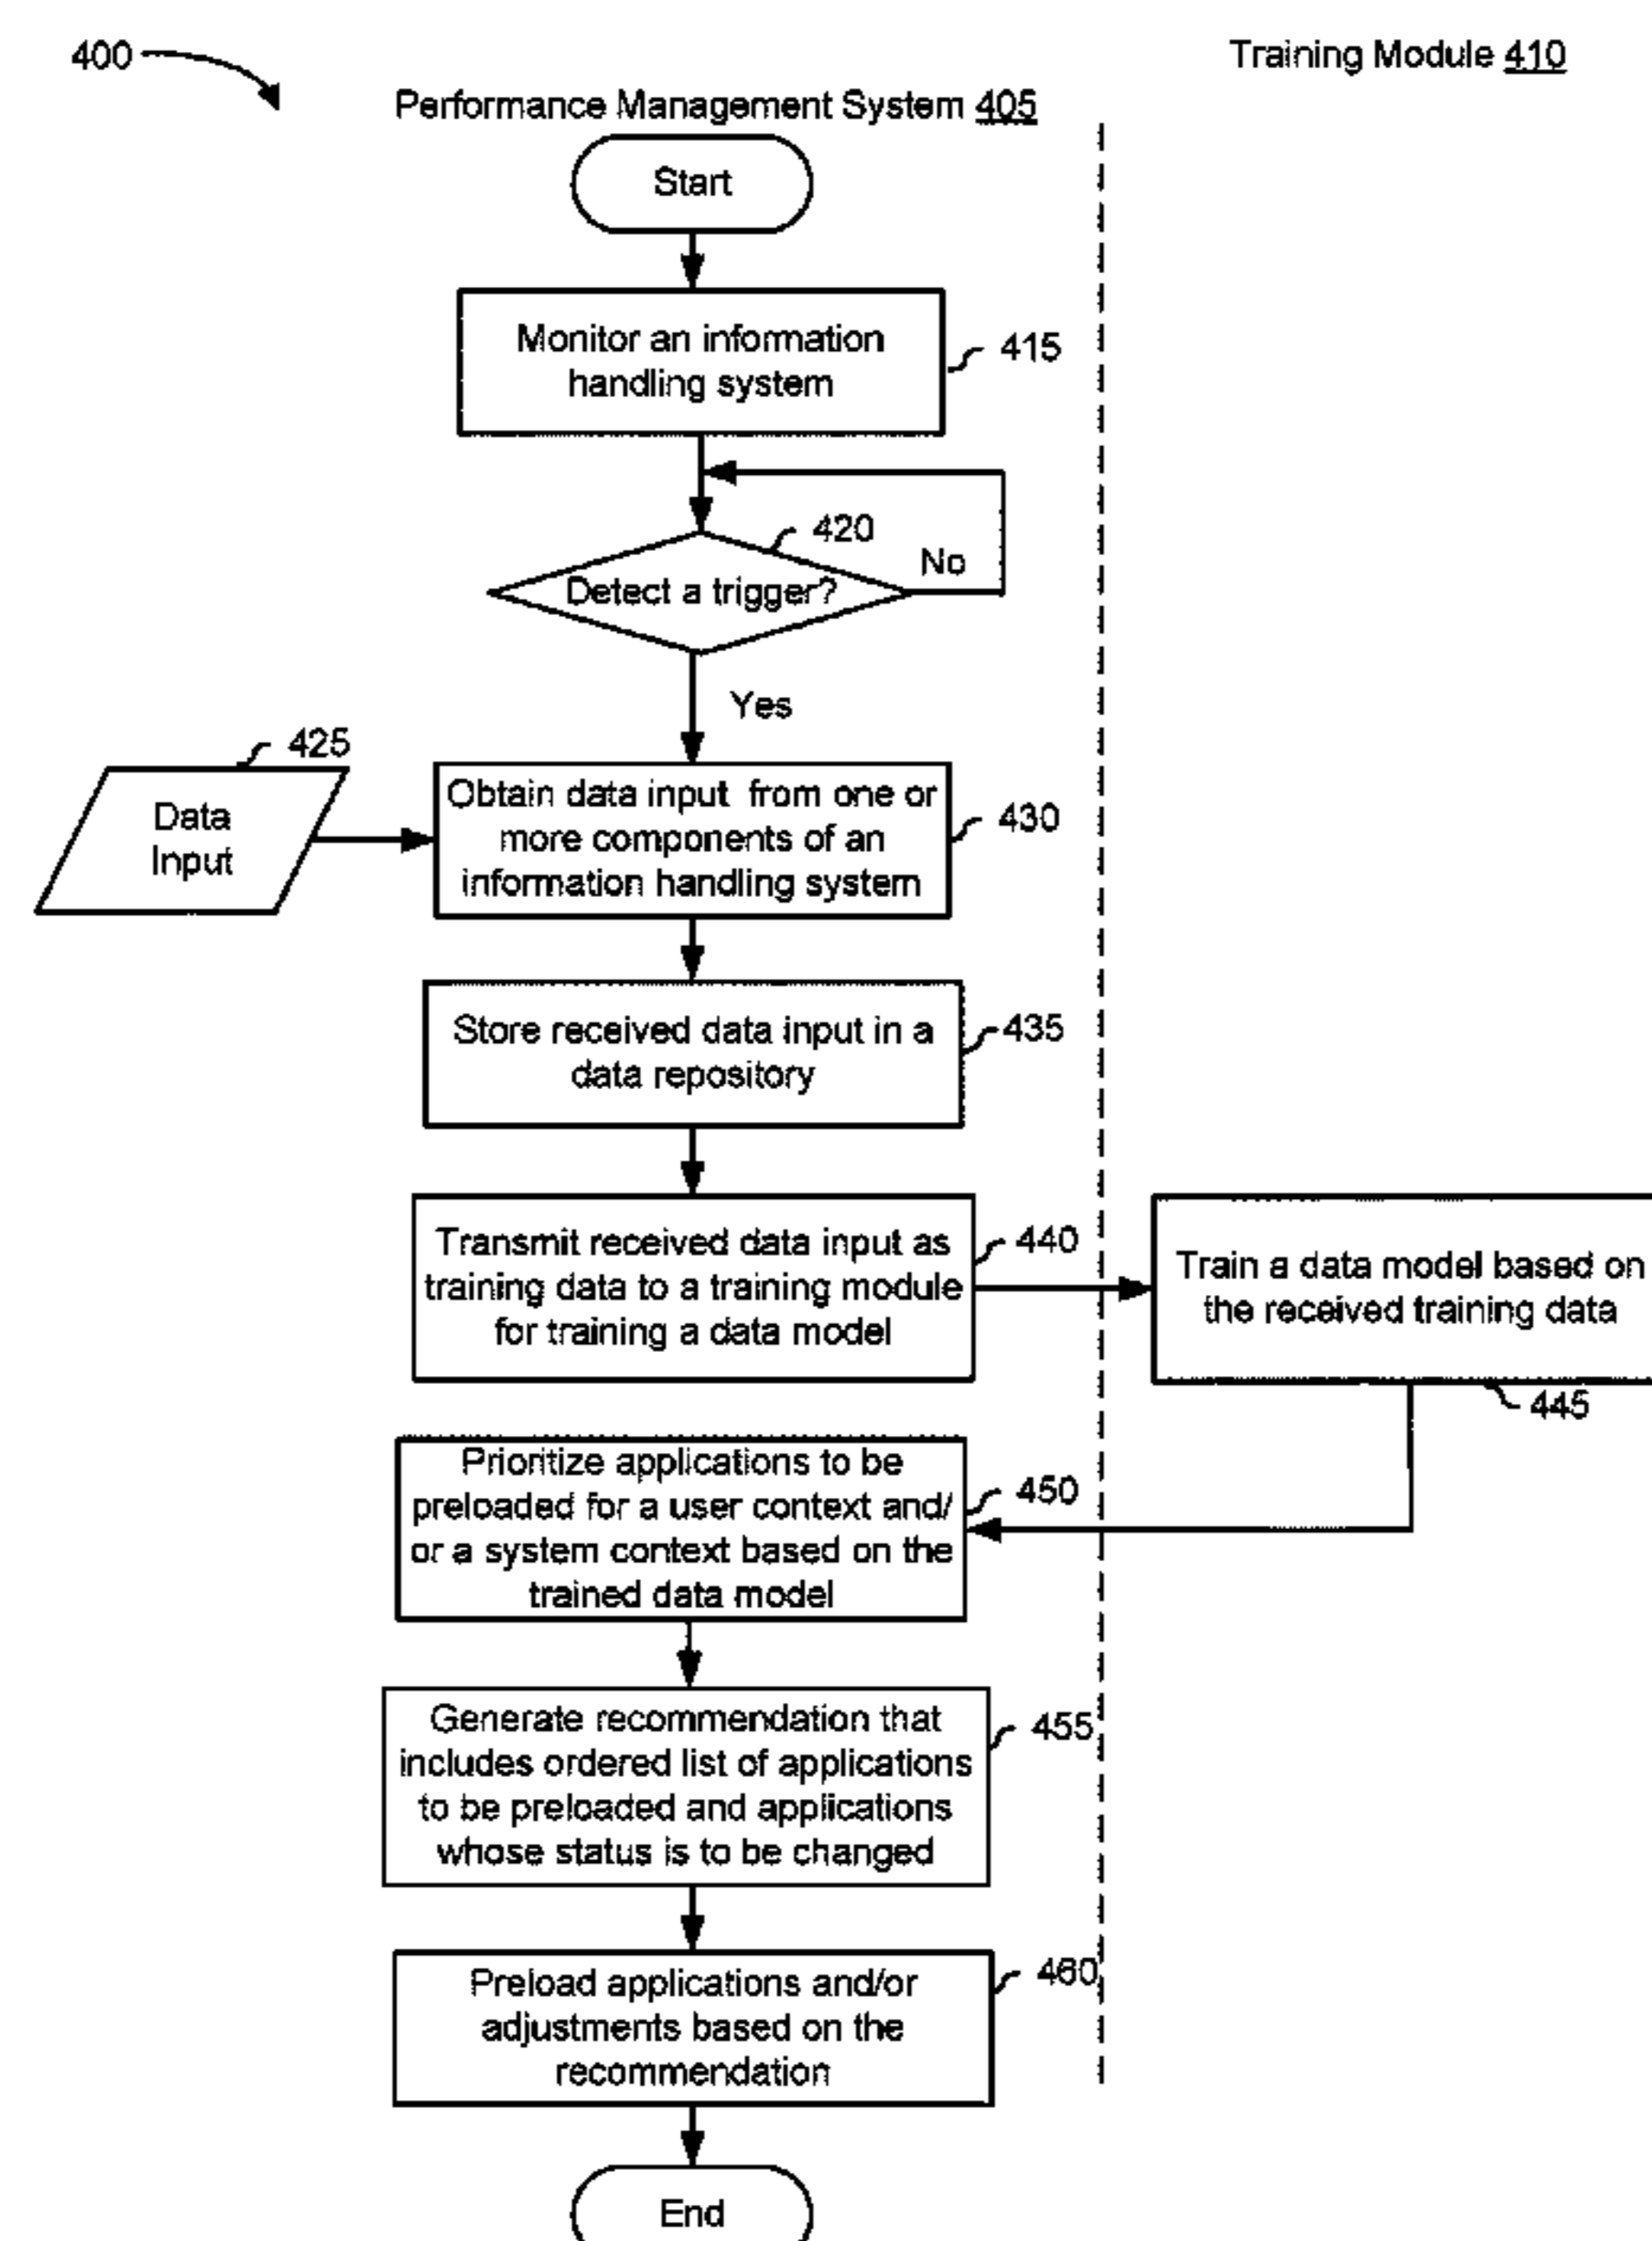 400
Training Module 410
Performance Management System 405
Start
Monitor an information
handling system
415
420
Detect a trigger?
No
Yes
425
Data
Input
Obtain data input from one or
more components of an
information handling system
430
Store received data input in a
data repository
435
Transmit received data input as
training data to a training module
for training a data model
440
Train a data model based on
the received training data
445
Prioritize applications to be
preloaded for a user context and/
or a system context based on the
trained data model
450
Generate recommendation that
includes ordered list of applications
to be preloaded and applications
whose status is to be changed
455
Preload applications and/or
adjustments based on the
recommendation
460
End